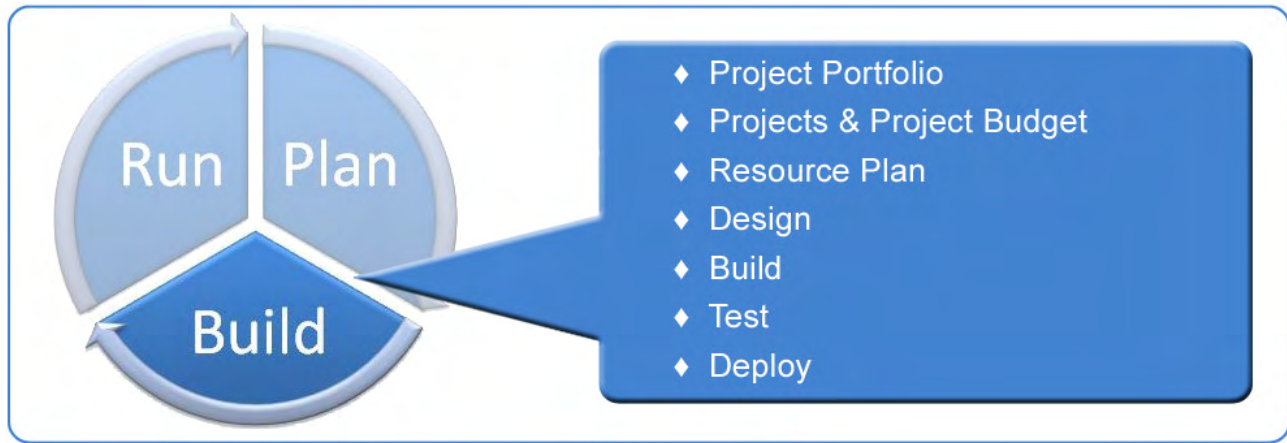 Run
Plan
Build
♦ Project Portfolio
♦ Projects & Project Budget
♦ Resource Plan
♦ Design
♦ Build
♦ Test
♦ Deploy